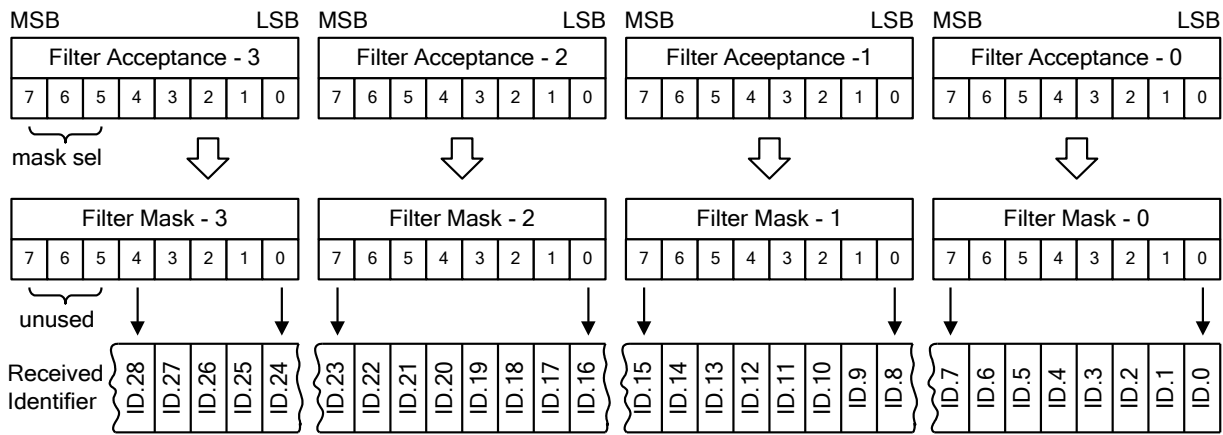 MSB LSB MSB LSB MSB LSB MSB LSB
Filter Acceptance - 3 Filter Acceptance - 2 Filter Aceeptance -1 Filter Acceptance - 0
7 6 5 4 3 2 1 0 7 6 5 4 3 2 1 0 7 6 5 4 3 2 1 0 7 6 5 4 3 2 1 0
mask sel
Filter Mask - 3 Filter Mask - 2 Filter Mask - 1 Filter Mask - 0
7 6 5 4 3 2 1 0 7 6 5 4 3 2 1 0 7 6 5 4 3 2 1 0 7 6 5 4 3 2 1 0
unused
Received
Identifier
ID.28 ID.27 ID.26 ID.25 ID.24 ID.23 ID.22 ID.21 ID.20 ID.19 ID.18 ID.17 ID.16 ID.15 ID.14 ID.13 ID.12 ID.11 ID.10 ID.9 ID.8 ID.7 ID.6 ID.5 ID.4 ID.3 ID.2 ID.1 ID.0